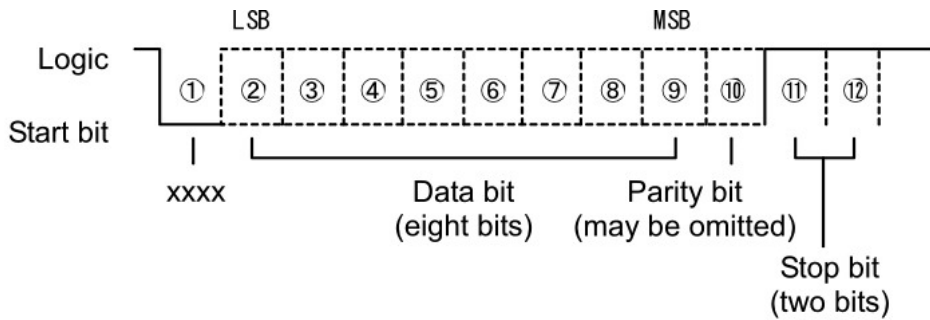 LSB MSB
Logic
① ② ③ ④ ⑤ ⑥ ⑦ ⑧ ⑨ ⑩ ⑪ ⑫
Start bit
xxxx
Data bit
(eight bits)
Parity bit
(may be omitted)
Stop bit
(two bits)